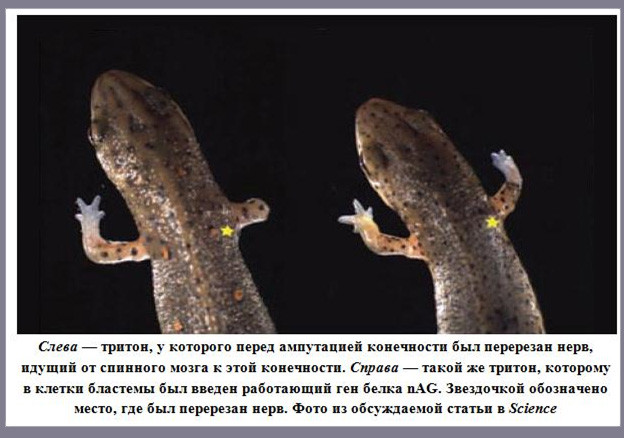 Слева — тритон, у которого перед ампутацией конечности был перерезан нерв,
идущий от спинного мозга к этой конечности. Справа — такой же тритон, которому
в клетки бластемы был введен работающий ген белка nAG. Звездочкой обозначено
место, где был перерезан нерв. Фото из обсуждаемой статьи в Science